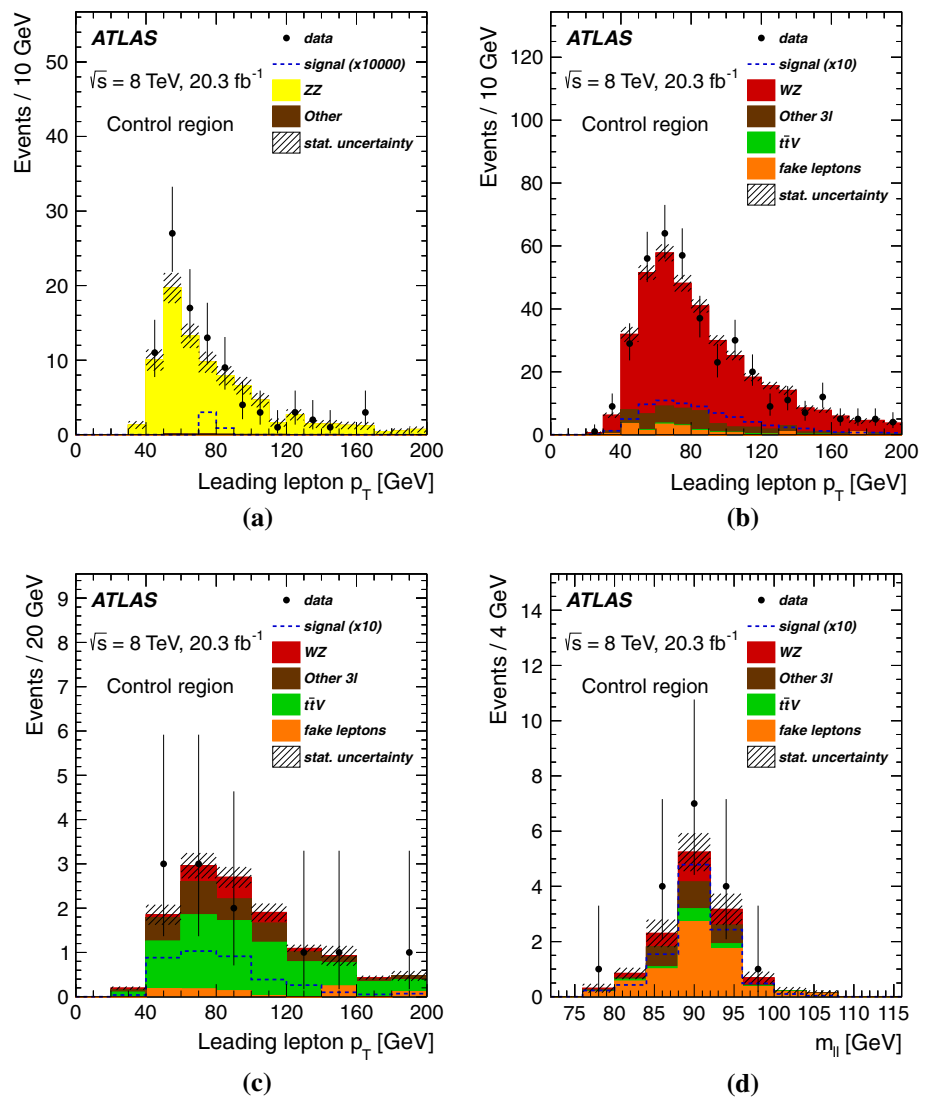 Events / 10 GeV
ATLAS
√s = 8 TeV, 20.3 fb⁻¹
Control region
data
signal (x10000)
ZZ
Other
stat. uncertainty
50
40
30
20
10
0
0 40 80 120 160 200
Leading lepton p_T [GeV]
(a)
Events / 10 GeV
ATLAS
√s = 8 TeV, 20.3 fb⁻¹
Control region
data
signal (x10)
WZ
Other 3l
tt̄V
fake leptons
stat. uncertainty
120
100
80
60
40
20
0
0 40 80 120 160 200
Leading lepton p_T [GeV]
(b)
Events / 20 GeV
ATLAS
√s = 8 TeV, 20.3 fb⁻¹
Control region
data
signal (x10)
WZ
Other 3l
tt̄V
fake leptons
stat. uncertainty
9
8
7
6
5
4
3
2
1
0
0 40 80 120 160 200
Leading lepton p_T [GeV]
(c)
Events / 4 GeV
ATLAS
√s = 8 TeV, 20.3 fb⁻¹
Control region
data
signal (x10)
WZ
Other 3l
tt̄V
fake leptons
stat. uncertainty
14
12
10
8
6
4
2
0
75 80 85 90 95 100 105 110 115
m_ll [GeV]
(d)